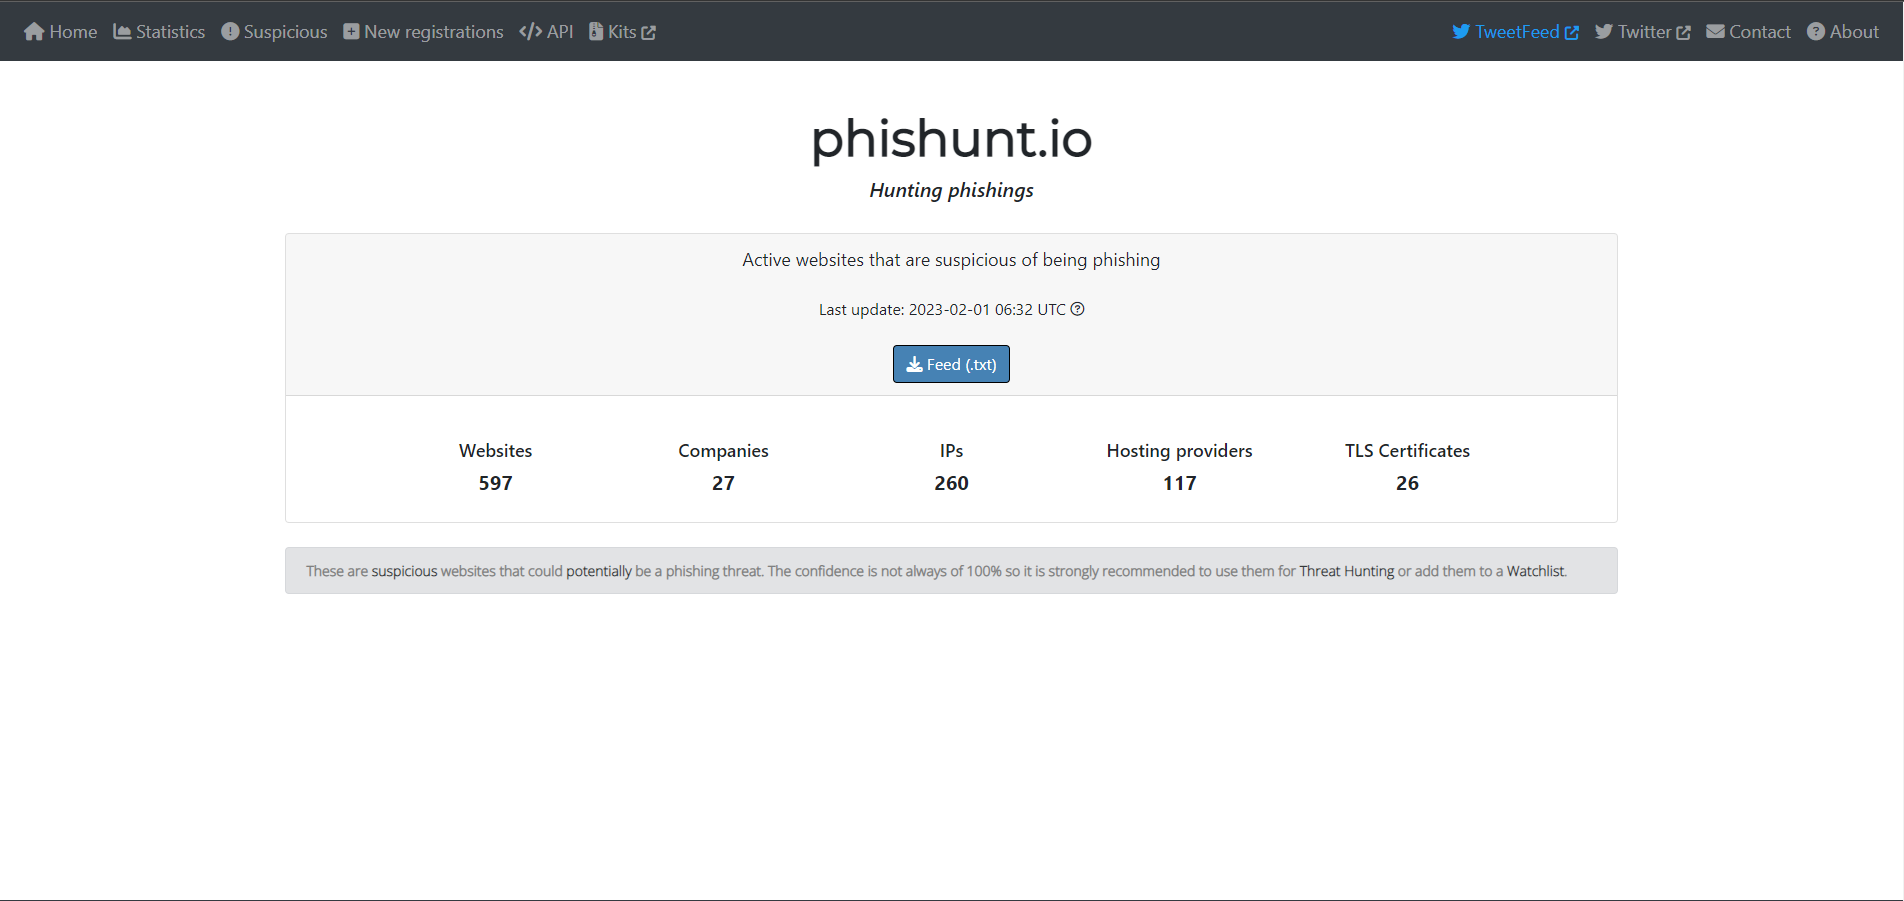 Home Statistics Suspicious New registrations API Kits TweetFeed Twitter Contact About
phishunt.io
Hunting phishings
Active websites that are suspicious of being phishing
Last update: 2023-02-01 06:32 UTC
Feed (.txt)
Websites Companies IPs Hosting providers TLS Certificates
597 27 260 117 26
These are suspicious websites that could potentially be a phishing threat. The confidence is not always of 100% so it is strongly recommended to use them for Threat Hunting or add them to a Watchlist.